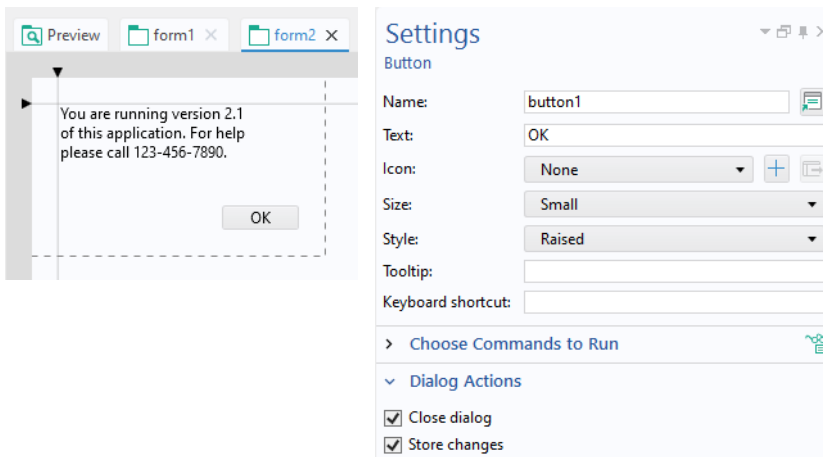 Preview
form1
form2
You are running version 2.1
of this application. For help
please call 123-456-7890.
OK
Settings
Button
Name: button1
Text: OK
Icon: None
Size: Small
Style: Raised
Tooltip:
Keyboard shortcut:
Choose Commands to Run
Dialog Actions
Close dialog
Store changes